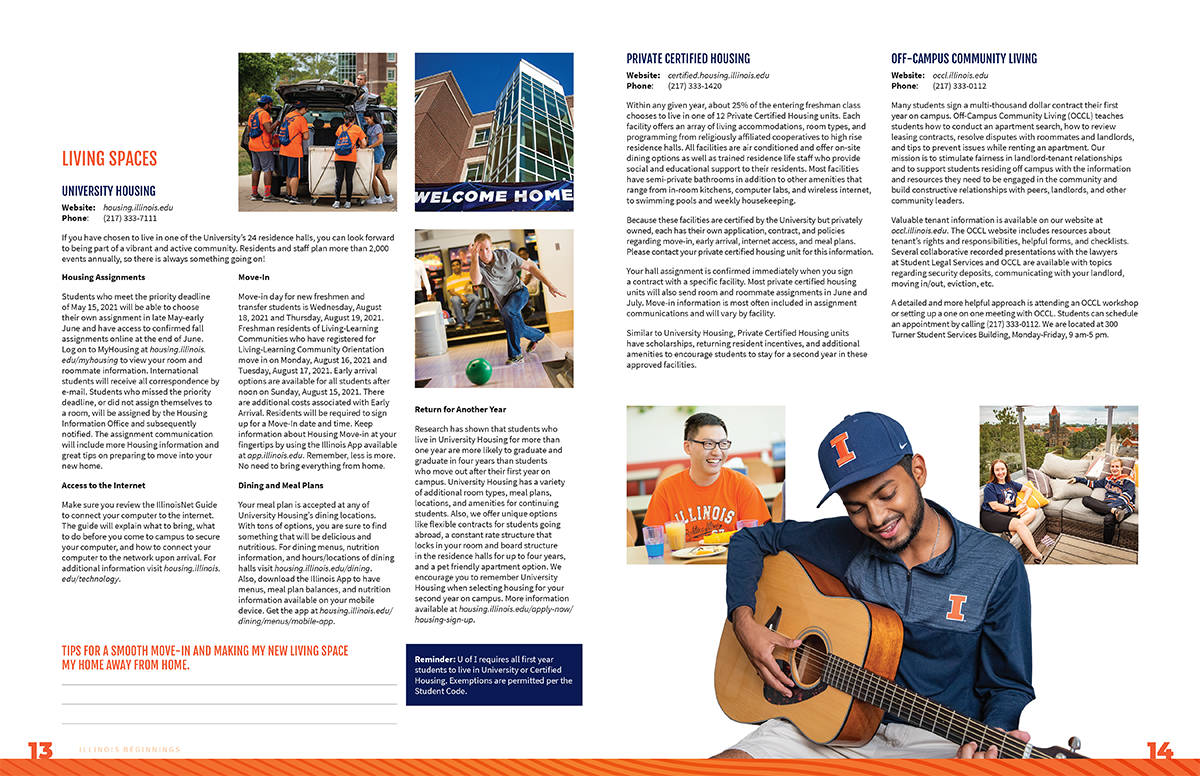 LIVING SPACES
UNIVERSITY HOUSING
Website: housing.illinois.edu
Phone: (217) 333-7111
If you have chosen to live in one of the University's 24 residence halls, you can look forward
to being part of a vibrant and active community. Residents and staff plan more than 2,000
events annually, so there is always something going on!
Housing Assignments
Students who meet the priority deadline
of May 15, 2021 will be able to choose
their own assignment in late May-early
June and have access to confirmed fall
assignments online at the end of June.
Log on to MyHousing at housing.illinois.
edu/myhousing to view your room and
roommate information. International
students will receive all correspondence by
e-mail. Students who missed the priority
deadline, or did not assign themselves to
a room, will be assigned by the Housing
Information Office and subsequently
notified. The assignment communication
will include more Housing information and
great tips on preparing to move into your
new home.
Access to the Internet
Make sure you review the IllinoisNet Guide
to connect your computer to the internet.
The guide will explain what to bring, what
to do before you come to campus to secure
your computer, and how to connect your
computer to the network upon arrival. For
additional information visit housing.illinois.
edu/technology.
Move-In
Move-in day for new freshmen and
transfer students is Wednesday, August
18, 2021 and Thursday, August 19, 2021.
Freshman residents of Living-Learning
Communities who have registered for
Living-Learning Community Orientation
move in on Monday, August 16, 2021 and
Tuesday, August 17, 2021. Early arrival
options are available for all students after
noon on Sunday, August 15, 2021. There
are additional costs associated with Early
Arrival. Residents will be required to sign
up for a Move-In date and time. Keep
information about Housing Move-in at your
fingertips by using the Illinois App available
at app.illinois.edu. Remember, less is more.
No need to bring everything from home.
Dining and Meal Plans
Your meal plan is accepted at any of
University Housing's dining locations.
With tons of options, you are sure to find
something that will be delicious and
nutritious. For dining menus, nutrition
information, and hours/locations of dining
halls visit housing.illinois.edu/dining.
Also, download the Illinois App to have
menus, meal plan balances, and nutrition
information available on your mobile
device. Get the app at housing.illinois.edu/
dining/menus/mobile-app.
WELCOME HOME
Return for Another Year
Research has shown that students who
live in University Housing for more than
one year are more likely to graduate and
graduate in four years than students
who move out after their first year on
campus. University Housing has a variety
of additional room types, meal plans,
locations, and amenities for continuing
students. Also, we offer unique options
like flexible contracts for students going
abroad, a constant rate structure that
locks in your room and board structure
in the residence halls for up to four years,
and a pet friendly apartment option. We
encourage you to remember University
Housing when selecting housing for your
second year on campus. More information
available at housing.illinois.edu/apply-now/
housing-sign-up.
TIPS FOR A SMOOTH MOVE-IN AND MAKING MY NEW LIVING SPACE
MY HOME AWAY FROM HOME.
Reminder: U of I requires all first year
students to live in University or Certified
Housing. Exemptions are permitted per the
Student Code.
13
ILLINOIS BEGINNINGS
PRIVATE CERTIFIED HOUSING
Website: certified.housing.illinois.edu
Phone: (217) 333-1420
Within any given year, about 25% of the entering freshman class
chooses to live in one of 12 Private Certified Housing units. Each
facility offers an array of living accommodations, room types, and
programming from religiously affiliated cooperatives to high rise
residence halls. All facilities are air conditioned and offer on-site
dining options as well as trained residence life staff who provide
social and educational support to their residents. Most facilities
have semi-private bathrooms in addition to other amenities that
range from in-room kitchens, computer labs, and wireless internet,
to swimming pools and weekly housekeeping.
Because these facilities are certified by the University but privately
owned, each has their own application, contract, and policies
regarding move-in, early arrival, internet access, and meal plans.
Please contact your private certified housing unit for this information.
Your hall assignment is confirmed immediately when you sign
a contract with a specific facility. Most private certified housing
units will also send room and roommate assignments in June and
July. Move-in information is most often included in assignment
communications and will vary by facility.
Similar to University Housing, Private Certified Housing units
have scholarships, returning resident incentives, and additional
amenities to encourage students to stay for a second year in these
approved facilities.
OFF-CAMPUS COMMUNITY LIVING
Website: occl.illinois.edu
Phone: (217) 333-0112
Many students sign a multi-thousand dollar contract their first
year on campus. Off-Campus Community Living (OCCL) teaches
students how to conduct an apartment search, how to review
leasing contracts, resolve disputes with roommates and landlords,
and tips to prevent issues while renting an apartment. Our
mission is to stimulate fairness in landlord-tenant relationships
and to support students residing off campus with the information
and resources they need to be engaged in the community and
build constructive relationships with peers, landlords, and other
community leaders.
Valuable tenant information is available on our website at
occl.illinois.edu. The OCCL website includes resources about
tenant's rights and responsibilities, helpful forms, and checklists.
Several collaborative recorded presentations with the lawyers
at Student Legal Services and OCCL are available with topics
regarding security deposits, communicating with your landlord,
moving in/out, eviction, etc.
A detailed and more helpful approach is attending an OCCL workshop
or setting up a one on one meeting with OCCL. Students can schedule
an appointment by calling (217) 333-0112. We are located at 300
Turner Student Services Building, Monday-Friday, 9 am-5 pm.
ILLINOIS
I
I
14